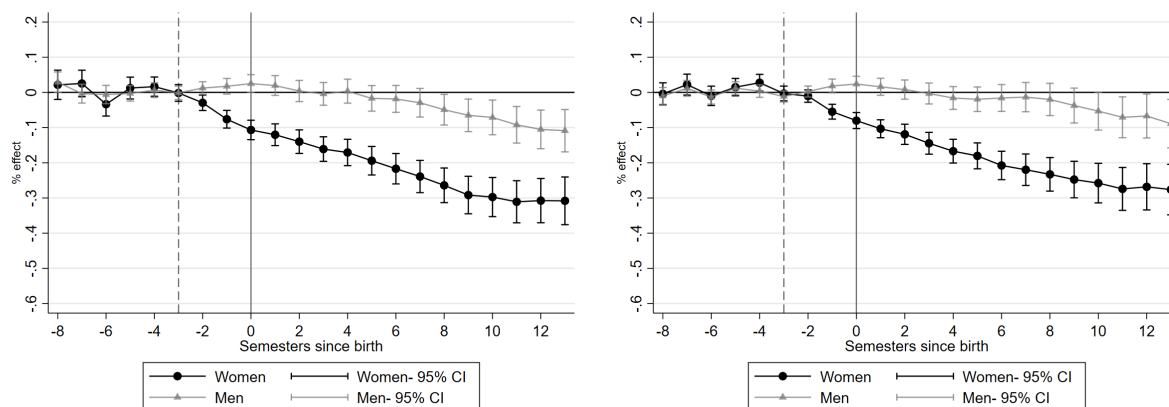 .2
.1
0
-.1
-.2
-.3
-.4
-.5
-.6
% effect
-8 -6 -4 -2 0 2 4 6 8 10 12
Semesters since birth
Women Women- 95% CI
Men Men- 95% CI
.2
.1
0
-.1
-.2
-.3
-.4
-.5
-.6
% effect
-8 -6 -4 -2 0 2 4 6 8 10 12
Semesters since birth
Women Women- 95% CI
Men Men- 95% CI